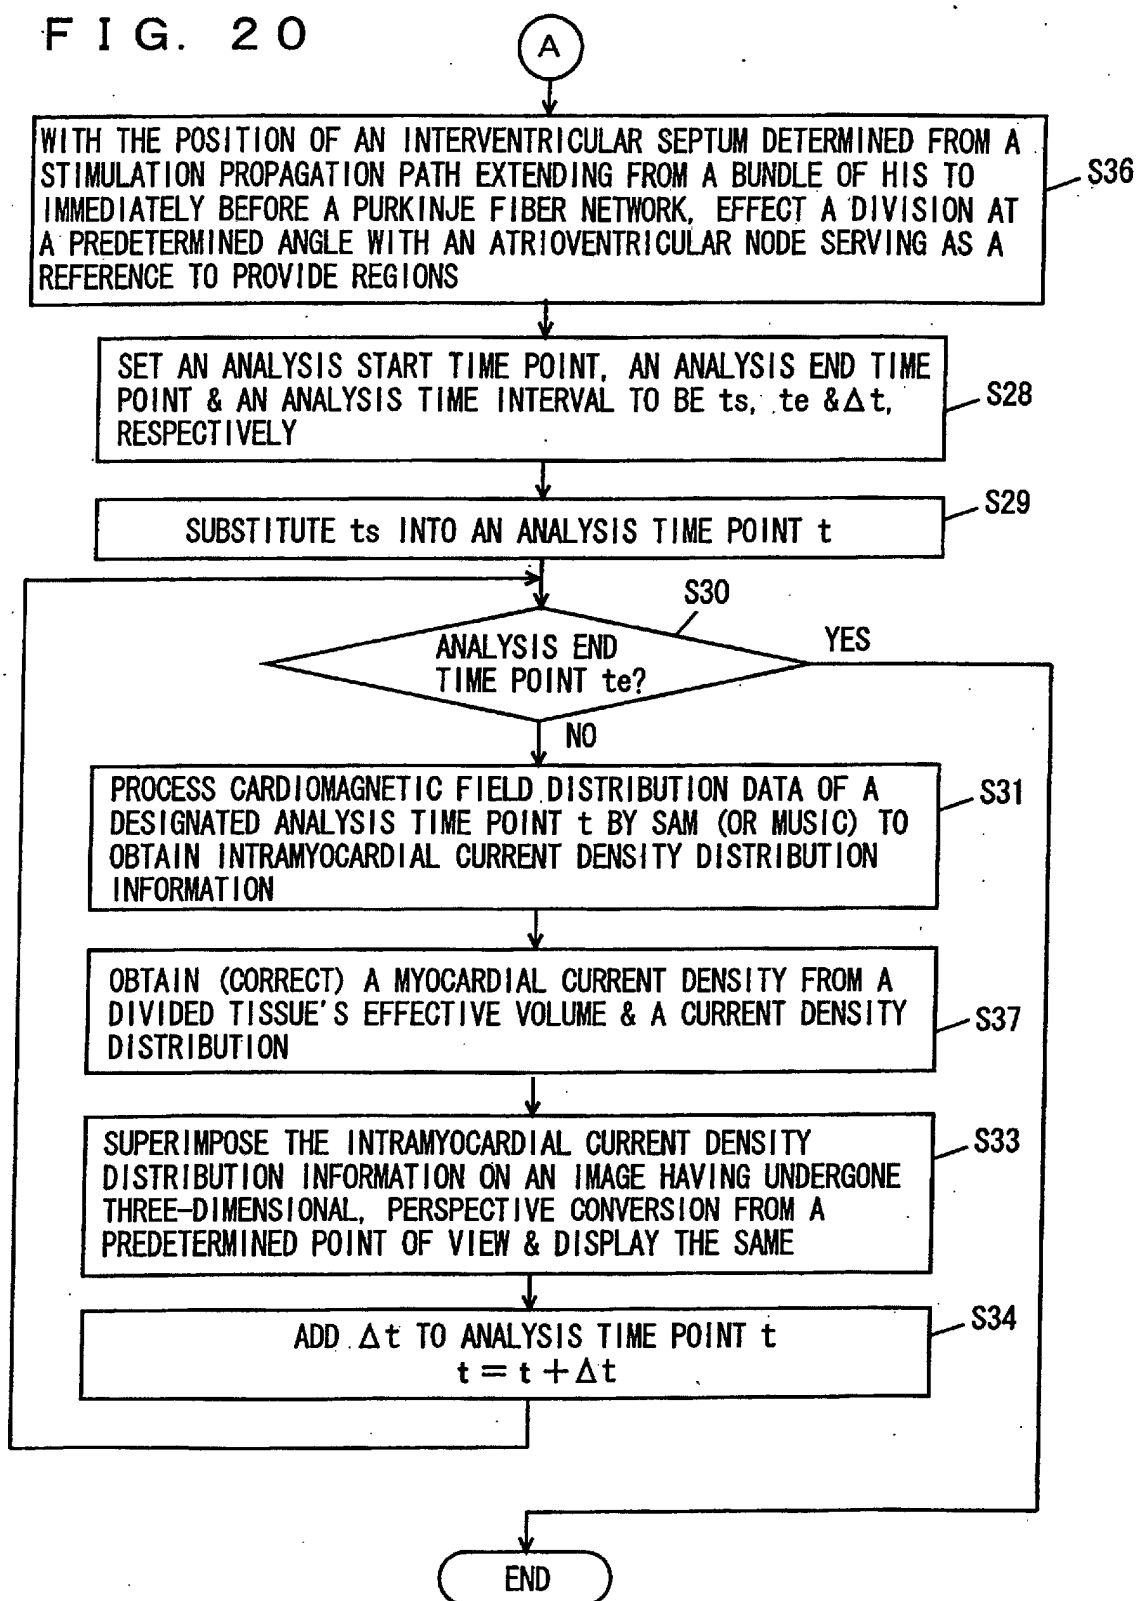 FIG. 20
A
WITH THE POSITION OF AN INTERVENTRICULAR SEPTUM DETERMINED FROM A
STIMULATION PROPAGATION PATH EXTENDING FROM A BUNDLE OF HIS TO
IMMEDIATELY BEFORE A PURKINJE FIBER NETWORK, EFFECT A DIVISION AT
A PREDETERMINED ANGLE WITH AN ATRIOVENTRICULAR NODE SERVING AS A
REFERENCE TO PROVIDE REGIONS
S36
SET AN ANALYSIS START TIME POINT, AN ANALYSIS END TIME
POINT & AN ANALYSIS TIME INTERVAL TO BE ts, te &Δt,
RESPECTIVELY
S28
SUBSTITUTE ts INTO AN ANALYSIS TIME POINT t
S29
S30
ANALYSIS END
TIME POINT te?
YES
NO
PROCESS CARDIOMAGNETIC FIELD DISTRIBUTION DATA OF A
DESIGNATED ANALYSIS TIME POINT t BY SAM (OR MUSIC) TO
OBTAIN INTRAMYOCARDIAL CURRENT DENSITY DISTRIBUTION
INFORMATION
S31
OBTAIN (CORRECT) A MYOCARDIAL CURRENT DENSITY FROM A
DIVIDED TISSUE'S EFFECTIVE VOLUME & A CURRENT DENSITY
DISTRIBUTION
S37
SUPERIMPOSE THE INTRAMYOCARDIAL CURRENT DENSITY
DISTRIBUTION INFORMATION ON AN IMAGE HAVING UNDERGONE
THREE-DIMENSIONAL, PERSPECTIVE CONVERSION FROM A
PREDETERMINED POINT OF VIEW & DISPLAY THE SAME
S33
ADD Δt TO ANALYSIS TIME POINT t
t = t + Δt
S34
END